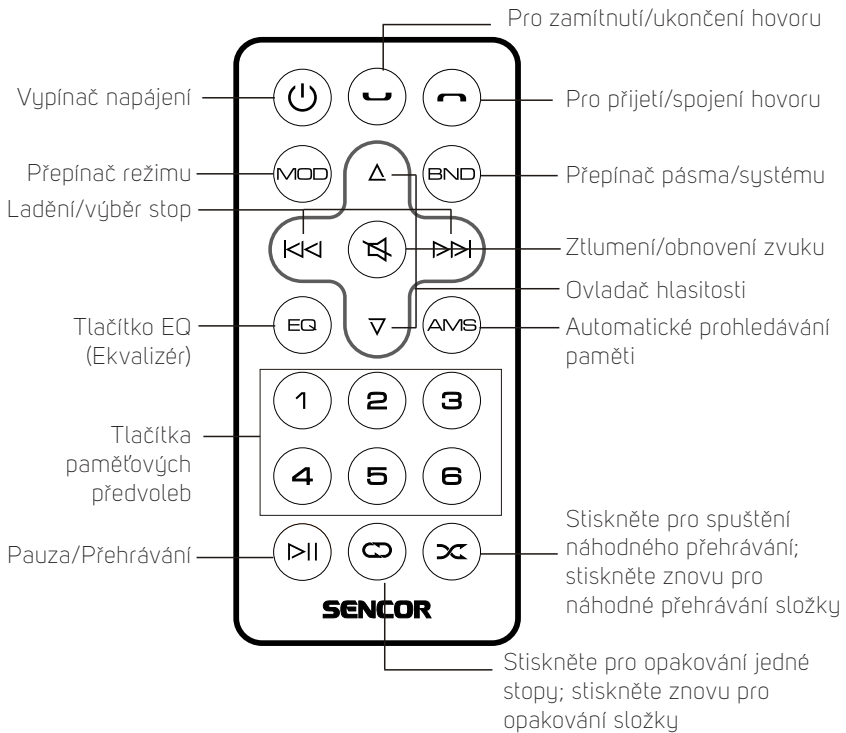 Pro zamítnutí/ukončení hovoru
Vypínač napájení
Pro přijetí/spojení hovoru
Přepínač režimu
MOD
BND
Přepínač pásma/systému
Ladění/výběr stop
Ztlumení/obnovení zvuku
Ovladač hlasitosti
Tlačítko EQ
(Ekvalizér)
EQ
AMS
Automatické prohledávání
paměti
1 2 3
Tlačítka
paměťových
předvoleb
4 5 6
Pauza/Přehrávání
Stiskněte pro spuštění
náhodného přehrávání;
stiskněte znovu pro
náhodné přehrávání složky
SENCOR
Stiskněte pro opakování jedné
stopy; stiskněte znovu pro
opakování složky